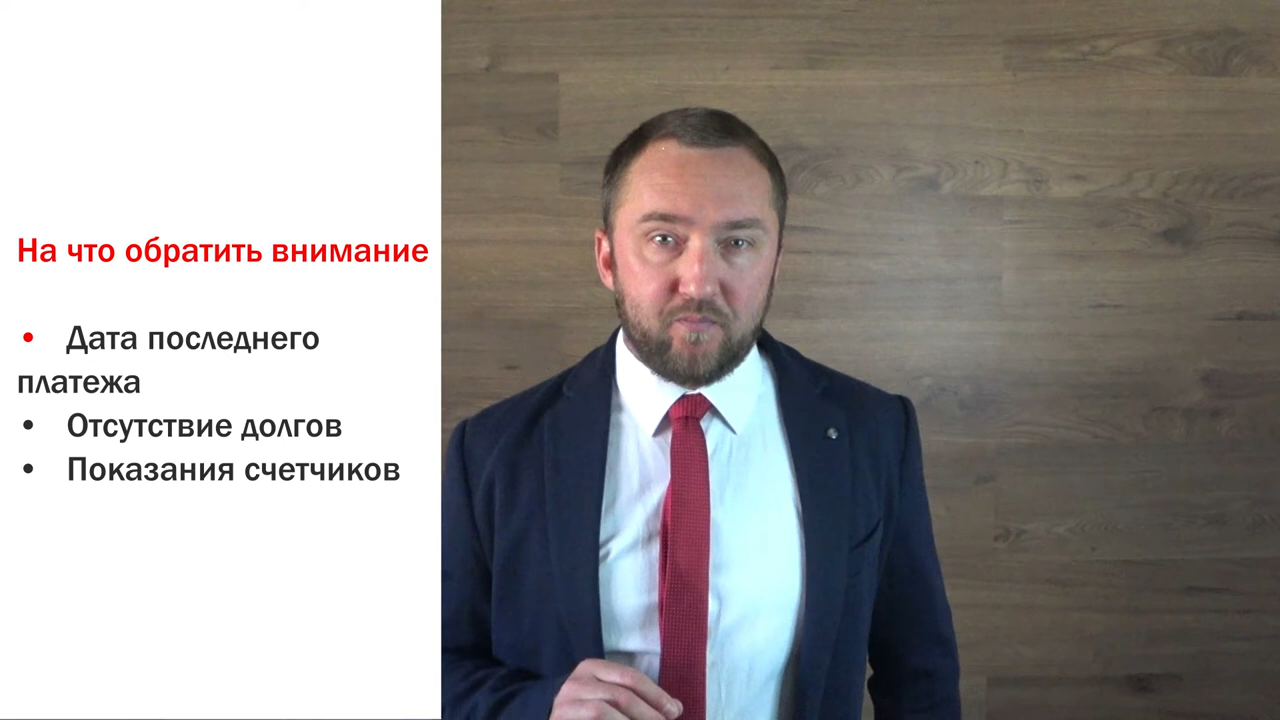 На что обратить внимание
• Дата последнего
платежа
• Отсутствие долгов
• Показания счетчиков